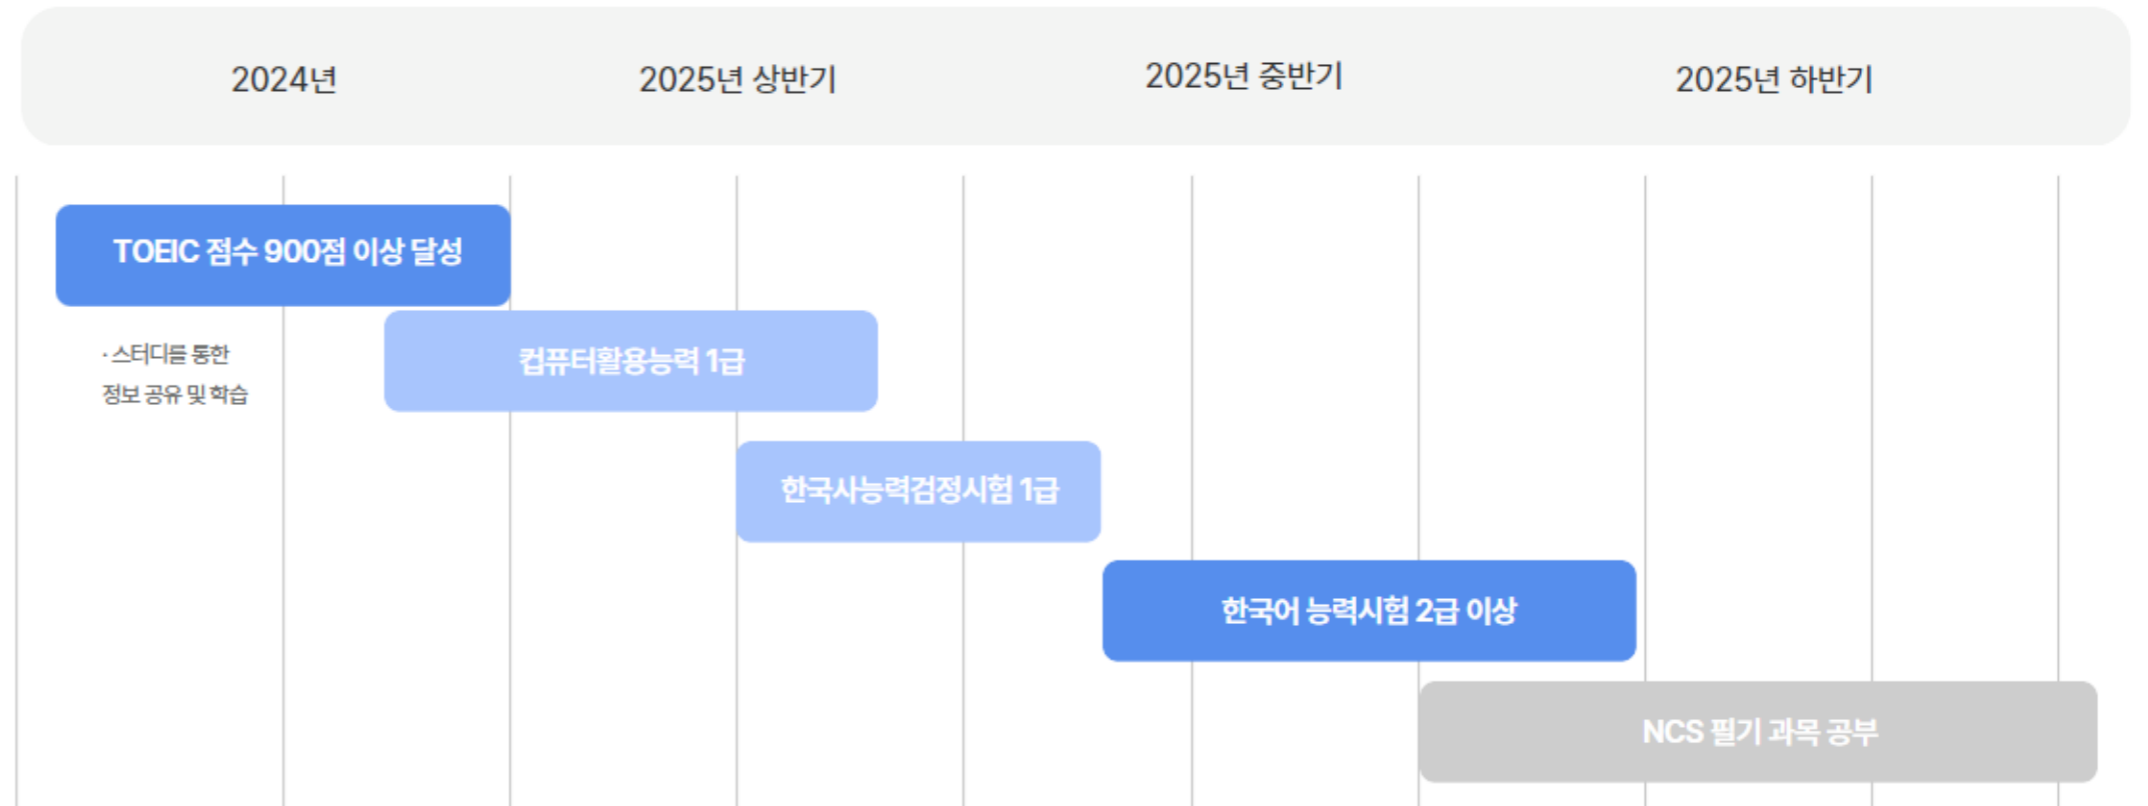 2024년
2025년 상반기
2025년 중반기
2025년 하반기
TOEIC 점수 900점 이상 달성
· 스터디를 통한
정보 공유 및 학습
컴퓨터활용능력 1급
한국사능력검정시험 1급
한국어 능력시험 2급 이상
NCS 필기 과목 공부